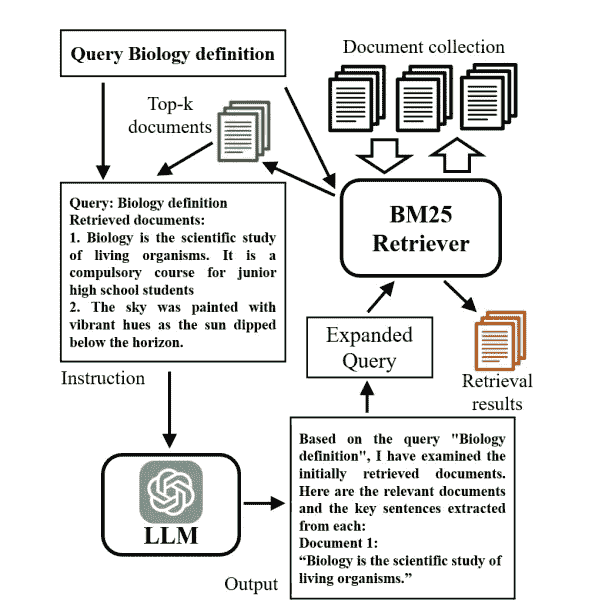 Query Biology definition
Document collection
Top-k
documents
Query: Biology definition
Retrieved documents:
1. Biology is the scientific study
of living organisms. It is a
compulsory course for junior
high school students
2. The sky was painted with
vibrant hues as the sun dipped
below the horizon.
BM25
Retriever
Expanded
Query
Retrieval
results
Instruction
LLM
Based on the query "Biology
definition", I have examined the
initially retrieved documents.
Here are the relevant documents
and the key sentences extracted
from each:
Document 1:
“Biology is the scientific study of
living organisms.”
Output